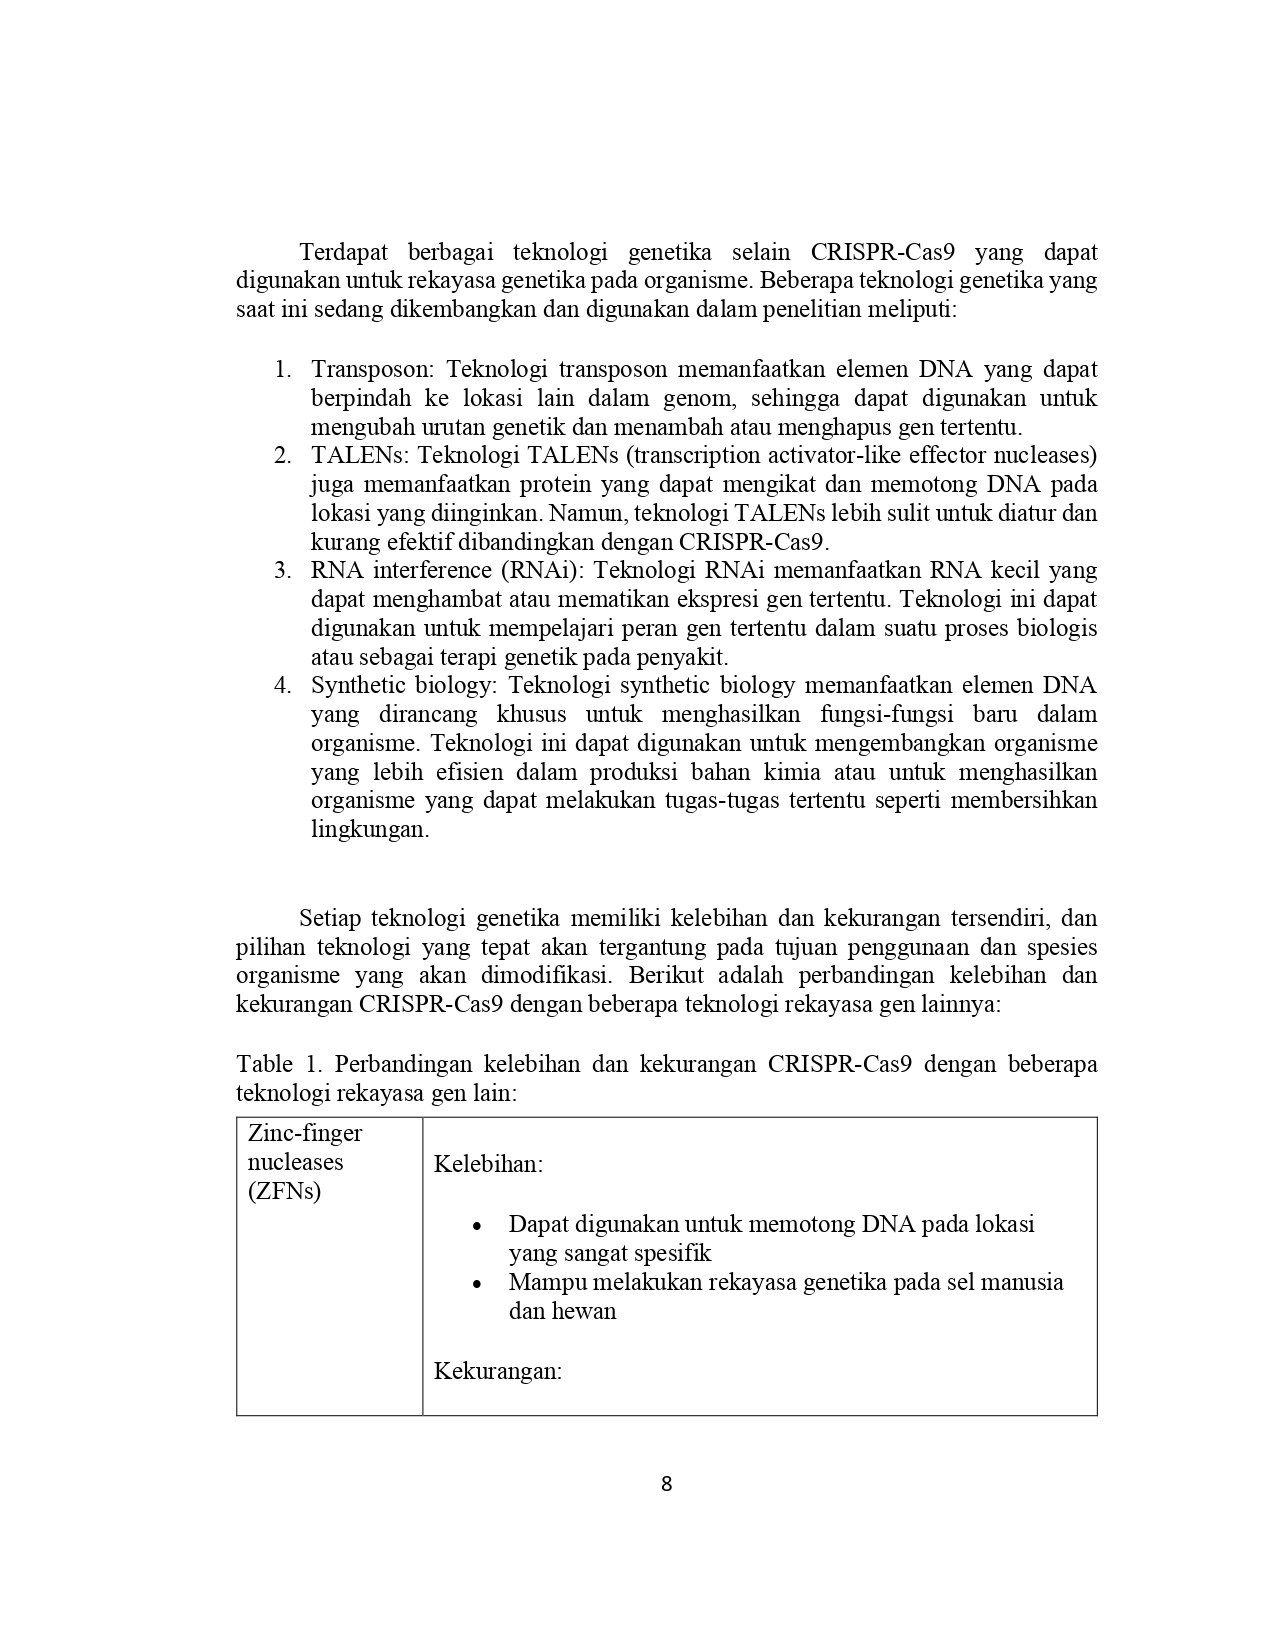 Terdapat berbagai teknologi genetika selain CRISPR-Cas9 yang dapat
digunakan untuk rekayasa genetika pada organisme. Beberapa teknologi genetika yang
saat ini sedang dikembangkan dan digunakan dalam penelitian meliputi:
1. Transposon: Teknologi transposon memanfaatkan elemen DNA yang dapat
berpindah ke lokasi lain dalam genom, sehingga dapat digunakan untuk
mengubah urutan genetik dan menambah atau menghapus gen tertentu.
2. TALENs: Teknologi TALENs (transcription activator-like effector nucleases)
juga memanfaatkan protein yang dapat mengikat dan memotong DNA pada
lokasi yang diinginkan. Namun, teknologi TALENs lebih sulit untuk diatur dan
kurang efektif dibandingkan dengan CRISPR-Cas9.
3. RNA interference (RNAi): Teknologi RNAi memanfaatkan RNA kecil yang
dapat menghambat atau mematikan ekspresi gen tertentu. Teknologi ini dapat
digunakan untuk mempelajari peran gen tertentu dalam suatu proses biologis
atau sebagai terapi genetik pada penyakit.
4. Synthetic biology: Teknologi synthetic biology memanfaatkan elemen DNA
yang dirancang khusus untuk menghasilkan fungsi-fungsi baru dalam
organisme. Teknologi ini dapat digunakan untuk mengembangkan organisme
yang lebih efisien dalam produksi bahan kimia atau untuk menghasilkan
organisme yang dapat melakukan tugas-tugas tertentu seperti membersihkan
lingkungan.
Setiap teknologi genetika memiliki kelebihan dan kekurangan tersendiri, dan
pilihan teknologi yang tepat akan tergantung pada tujuan penggunaan dan spesies
organisme yang akan dimodifikasi. Berikut adalah perbandingan kelebihan dan
kekurangan CRISPR-Cas9 dengan beberapa teknologi rekayasa gen lainnya:
Table 1. Perbandingan kelebihan dan kekurangan CRISPR-Cas9 dengan beberapa
teknologi rekayasa gen lain:
Zinc-finger
nucleases
(ZFNs)
Kelebihan:
• Dapat digunakan untuk memotong DNA pada lokasi
yang sangat spesifik
• Mampu melakukan rekayasa genetika pada sel manusia
dan hewan
Kekurangan:
8